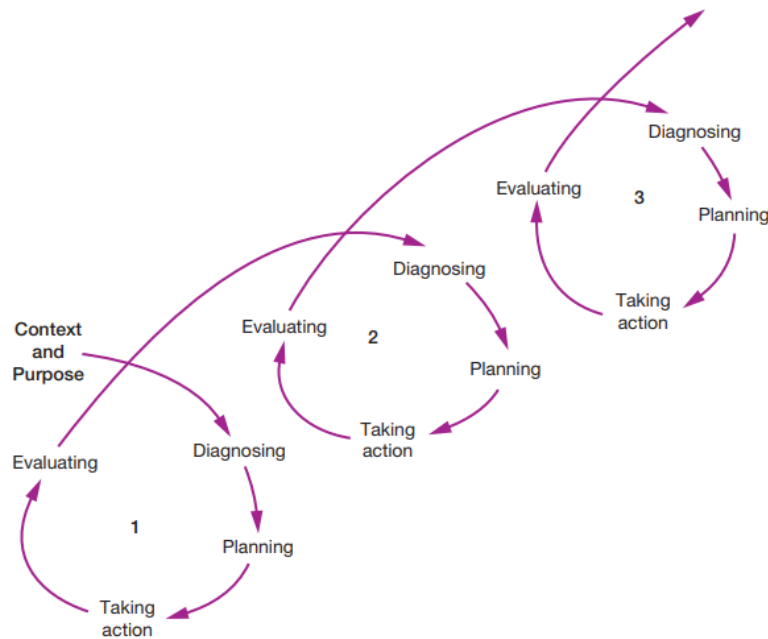 Context
and
Purpose
Diagnosing
Planning
Taking
action
Evaluating
1
Diagnosing
Planning
Taking
action
Evaluating
2
Diagnosing
Planning
Taking
action
Evaluating
3